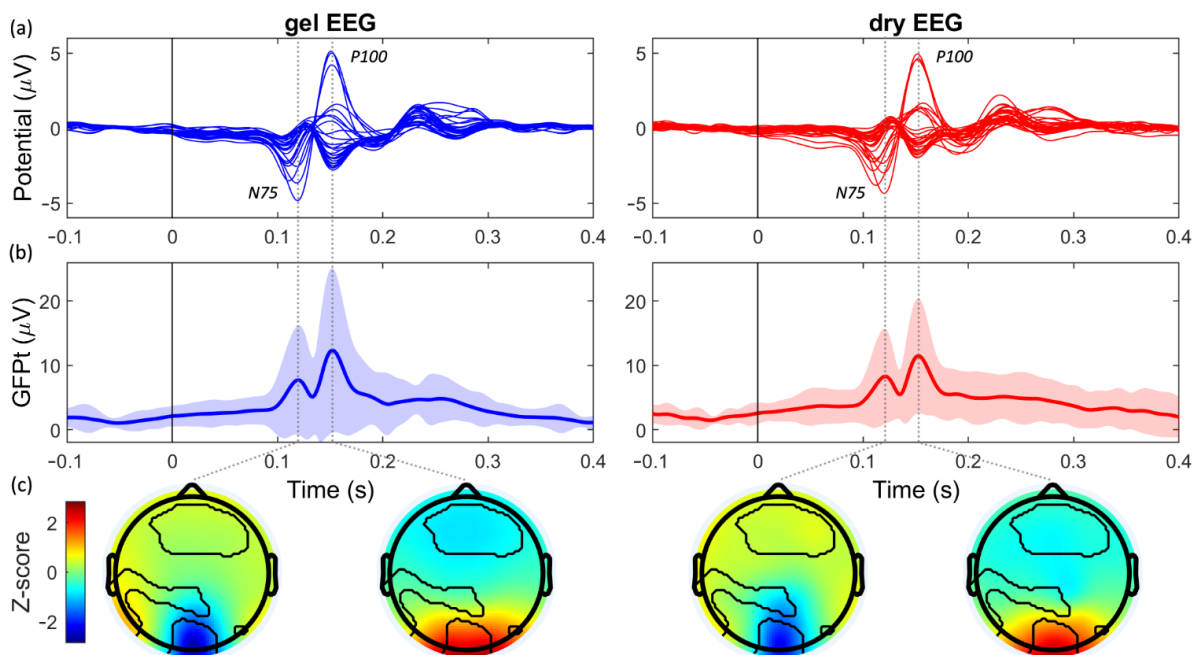 (a)
gel EEG
dry EEG
Potential (μV)
5
0
−5
P100
N75
−0.1 0 0.1 0.2 0.3 0.4
5
0
−5
P100
N75
−0.1 0 0.1 0.2 0.3 0.4
(b)
GFPt (μV)
20
10
0
−0.1 0 0.1 0.2 0.3 0.4
Time (s)
20
10
0
−0.1 0 0.1 0.2 0.3 0.4
Time (s)
(c)
Z-score
2
0
-2